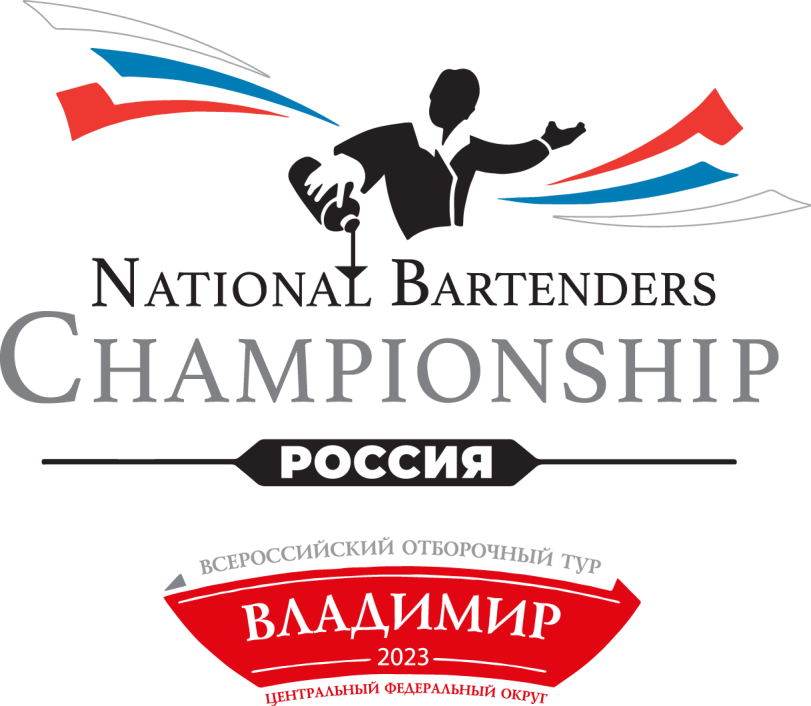 National Bartenders
Championship
РОССИЯ
ВСЕРОССИЙСКИЙ ОТБОРОЧНЫЙ ТУР
ВЛАДИМИР
2023
ЦЕНТРАЛЬНЫЙ ФЕДЕРАЛЬНЫЙ ОКРУГ